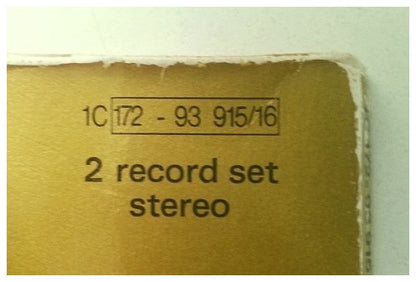 1C 172 - 93 915/16
2 record set
stereo